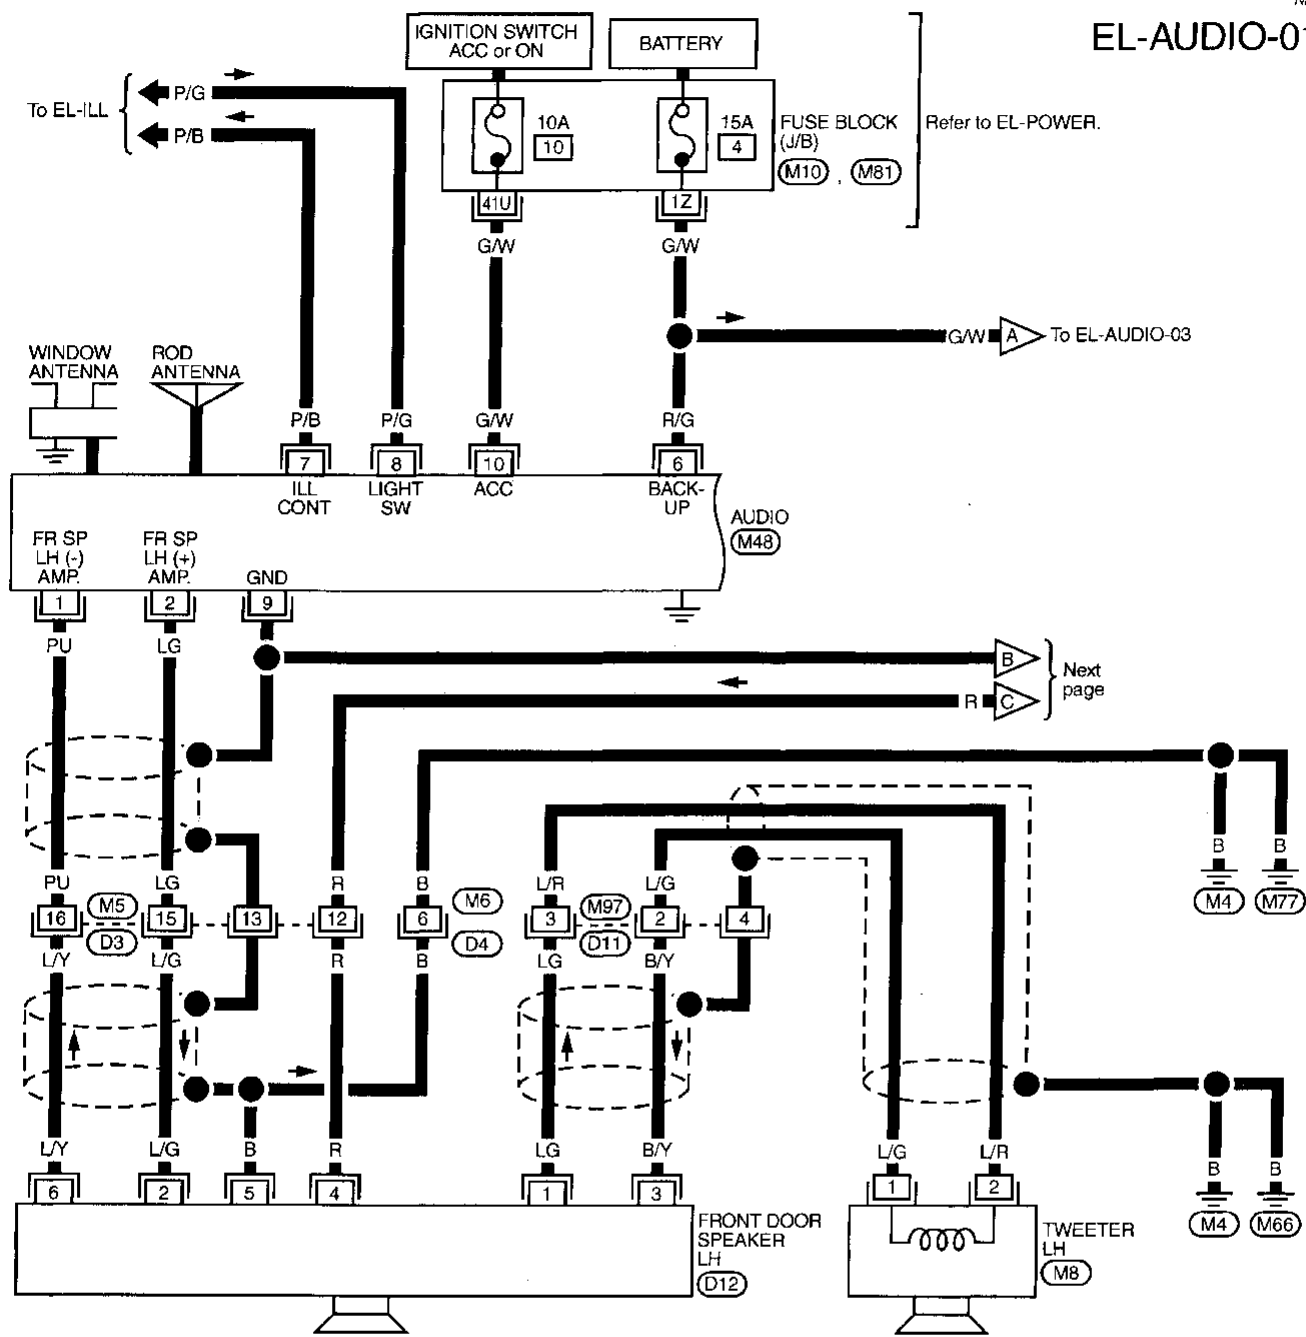 EL-AUDIO-01
IGNITION SWITCH
ACC or ON
BATTERY
To EL-ILL
P/G
P/B
10A
10
15A
4
FUSE BLOCK
(J/B)
M10 , M81
Refer to EL-POWER.
41U
1Z
G/W
G/W
G/W
A
To EL-AUDIO-03
WINDOW
ANTENNA
ROD
ANTENNA
P/B
P/G
G/W
R/G
7
8
10
6
ILL
CONT
LIGHT
SW
ACC
BACK-
UP
AUDIO
M48
FR SP
LH (-)
AMP.
FR SP
LH (+)
AMP.
GND
1
2
9
PU
LG
B
Next
page
R
C
PU
LG
R
B
L/R
L/G
B
B
M4
M77
16
M5
D3
15
13
12
6
M6
D4
3
M97
D11
2
4
L/Y
L/G
R
B
LG
B/Y
L/Y
L/G
B
R
LG
B/Y
L/G
L/R
B
B
M4
M66
6
2
5
4
1
3
1
2
FRONT DOOR
SPEAKER
LH
D12
TWEETER
LH
M8